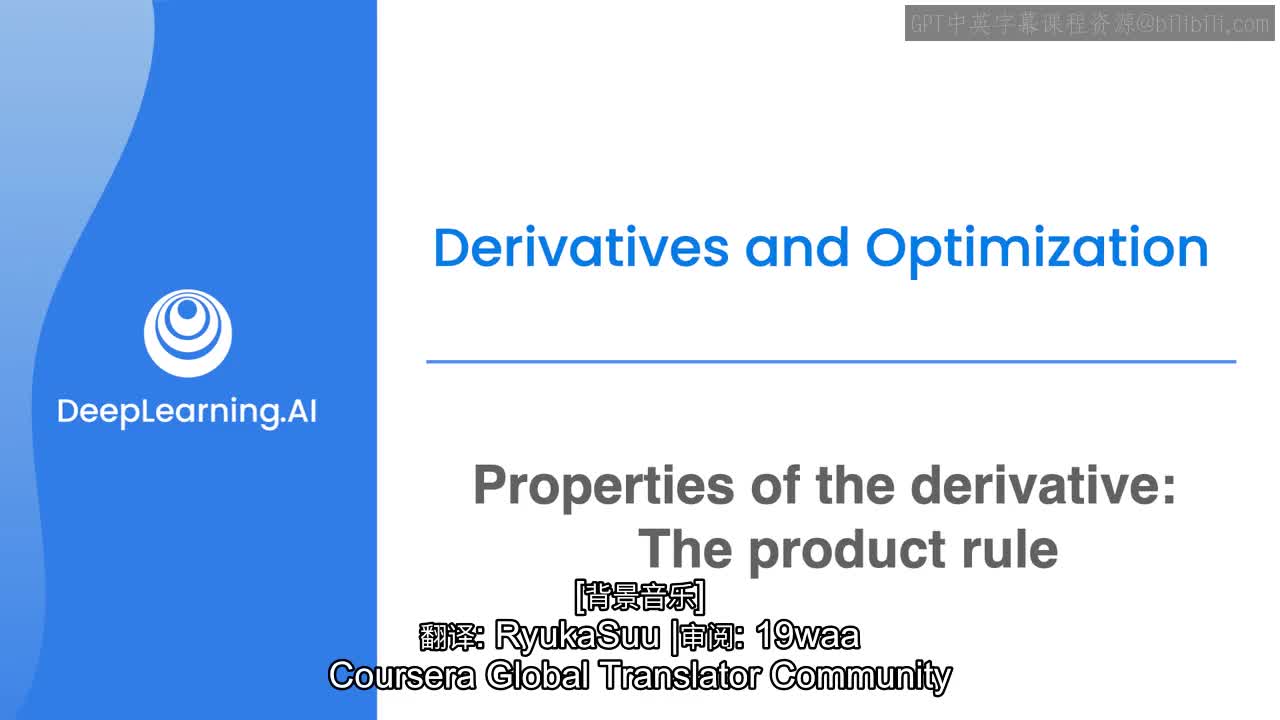 GPT中英字幕课程资源@bilibili.com
Derivatives and Optimization
DeepLearning.AI
Properties of the derivative:
The product rule
[背景音乐]
翻译: RyukaSuu |审阅: 19waa
Coursera Global Translator Community